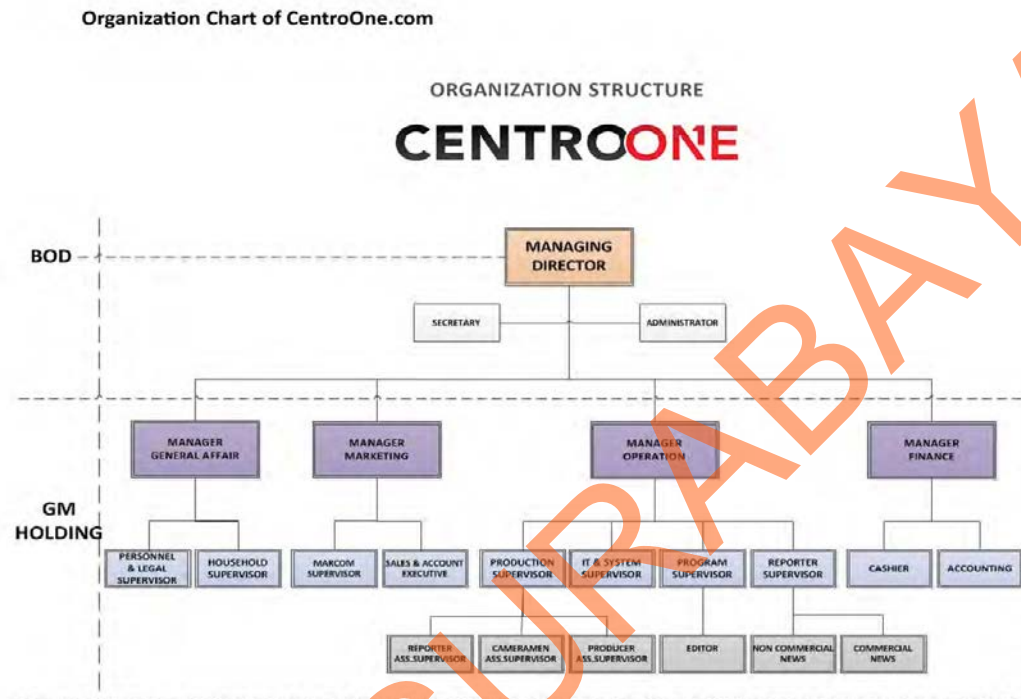 Organization Chart of CentroOne.com
ORGANIZATION STRUCTURE
CENTROONE
BOD
MANAGING
DIRECTOR
SECRETARY
ADMINISTRATOR
MANAGER
GENERAL AFFAIR
MANAGER
MARKETING
MANAGER
OPERATION
MANAGER
FINANCE
GM
HOLDING
PERSONNEL
& LEGAL
SUPERVISOR
HOUSEHOLD
SUPERVISOR
MARCOM
SUPERVISOR
SALES & ACCOUNT
EXECUTIVE
PRODUCTION
SUPERVISOR
IT & SYSTEM
SUPERVISOR
PROGRAM
SUPERVISOR
REPORTER
SUPERVISOR
CASHIER
ACCOUNTING
REPORTER
ASS.SUPERVISOR
CAMERAMEN
ASS.SUPERVISOR
PRODUCER
ASS.SUPERVISOR
EDITOR
NON COMMERCIAL
NEWS
COMMERCIAL
NEWS
SURABAYA